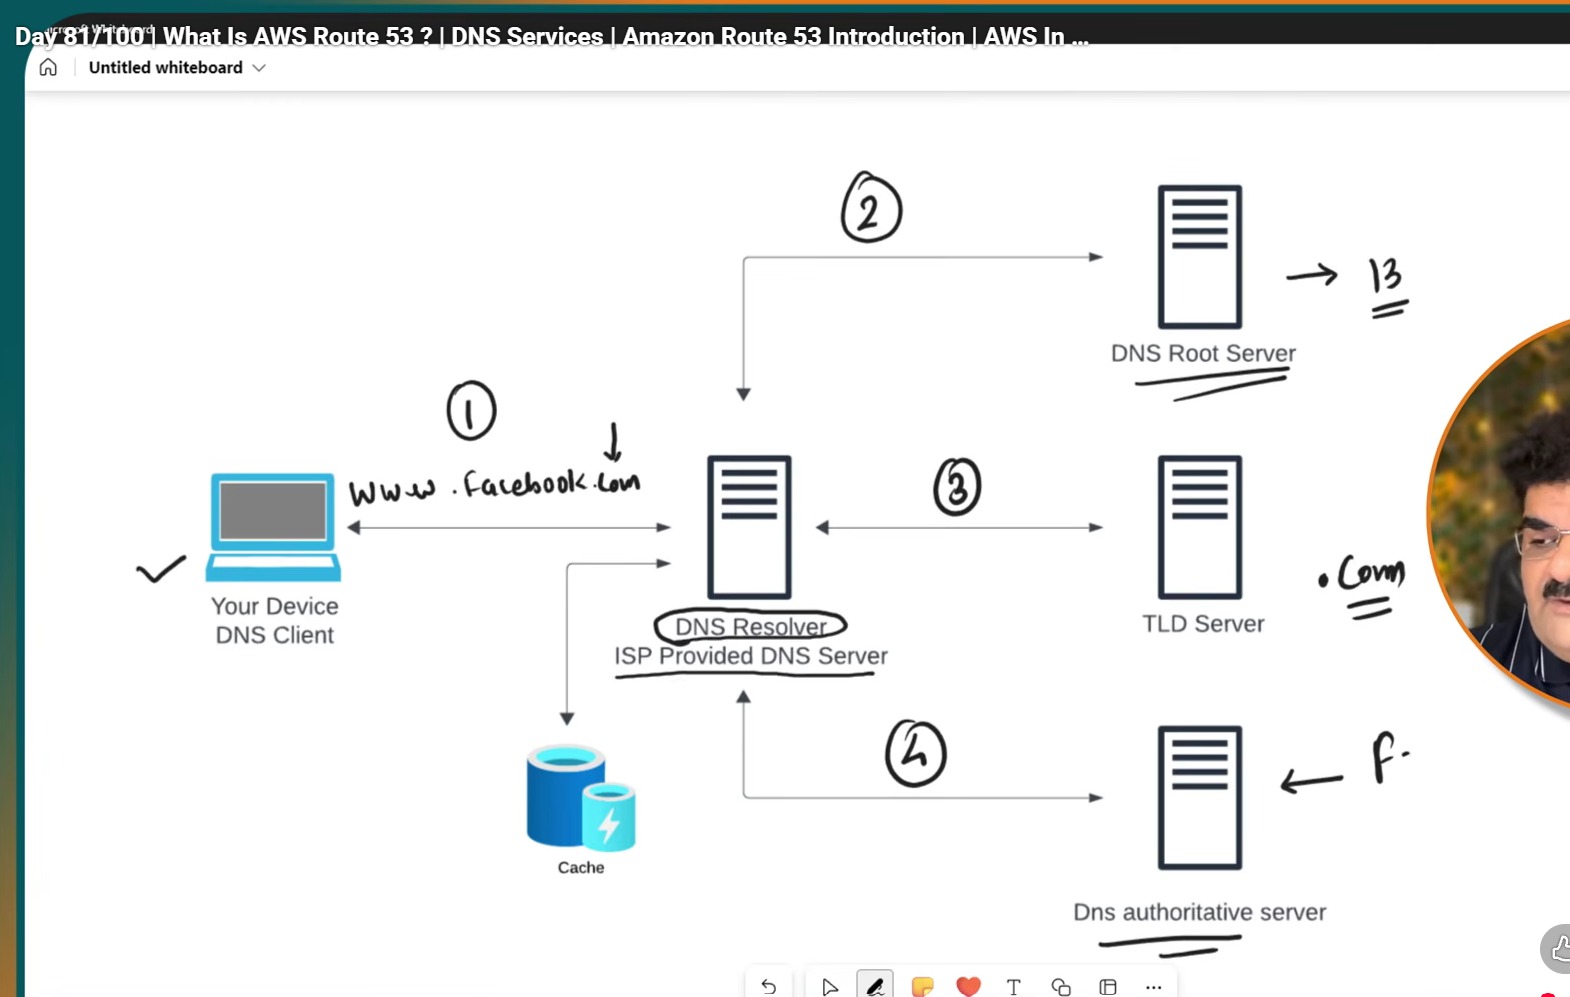 Day 81/100 | What Is AWS Route 53 ? | DNS Services | Amazon Route 53 Introduction | AWS In ...
Untitled whiteboard
2
13
DNS Root Server
1
www.facebook.com
3
.com
Your Device
DNS Client
DNS Resolver
ISP Provided DNS Server
TLD Server
4
F.
Cache
Dns authoritative server
T